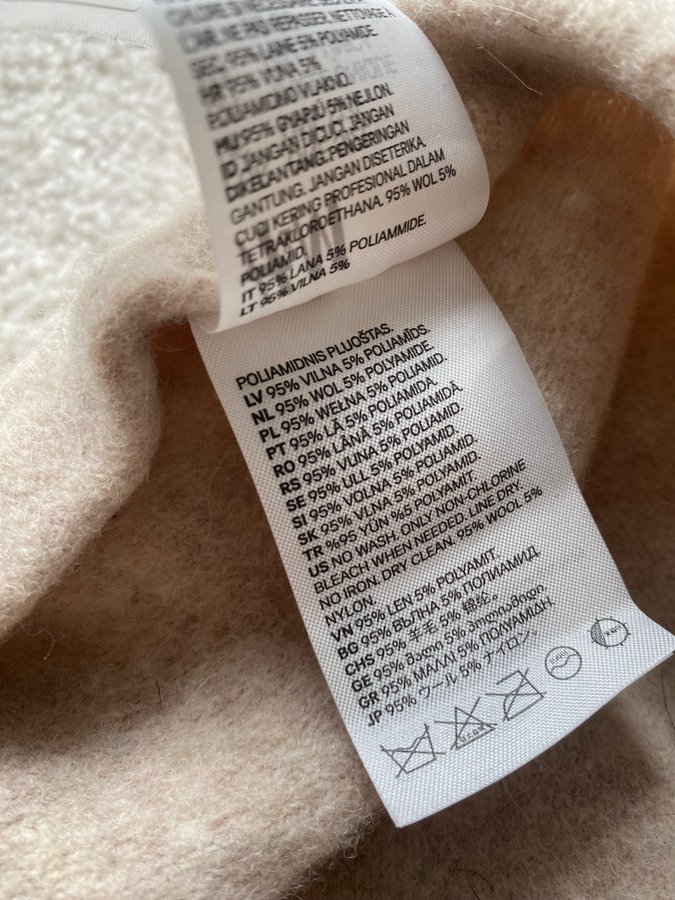 SEC. 95% LAINE 5% POLYAMIDE.
HR 95% VUNA 5%
POLIAMIDNO VLAKNO.
HU 95% GYAPJÚ 5% NEJLON.
ID JANGAN DICUCI. JANGAN
DIKELANTANG. PENGERINGAN
GANTUNG. JANGAN DISETERIKA.
CUCI KERING PROFESIONAL DALAM
TETRAKLOROETHANA. 95% WOL 5%
POLIAMID.
IT 95% LANA 5% POLIAMMIDE.
LT 95% VILNA 5%
POLIAMIDNIS PLUOŠTAS.
LV 95% VILNA 5% POLIAMĪDS.
NL 95% WOL 5% POLYAMIDE.
PL 95% WEŁNA 5% POLIAMID.
PT 95% LÃ 5% POLIAMIDA.
RO 95% LÂNĂ 5% POLIAMIDĂ
RS 95% VUNA 5% POLIAMID.
SE 95% ULL 5% POLYAMID.
SI 95% VOLNA 5% POLIAMID.
SK 95% VLNA 5% POLYAMID.
TR %95 YÜN %5 POLYAMIT.
US NO WASH. ONLY NON-CHLORINE
BLEACH WHEN NEEDED. LINE DRY.
NO IRON. DRY CLEAN. 95% WOOL 5%
NYLON.
VN 95% LEN 5% POLYAMIT.
BG 95% ВЪЛНА 5% ПОЛИАМИД.
CHS 95% 羊毛 5% 锦纶。
GE 95% მატყლი 5% პოლიამიდი.
GR 95% ΜΑΛΛΙ 5% ΠΟΛΥΑΜΙΔΗ.
JP 95% ウール 5% ナイロン。